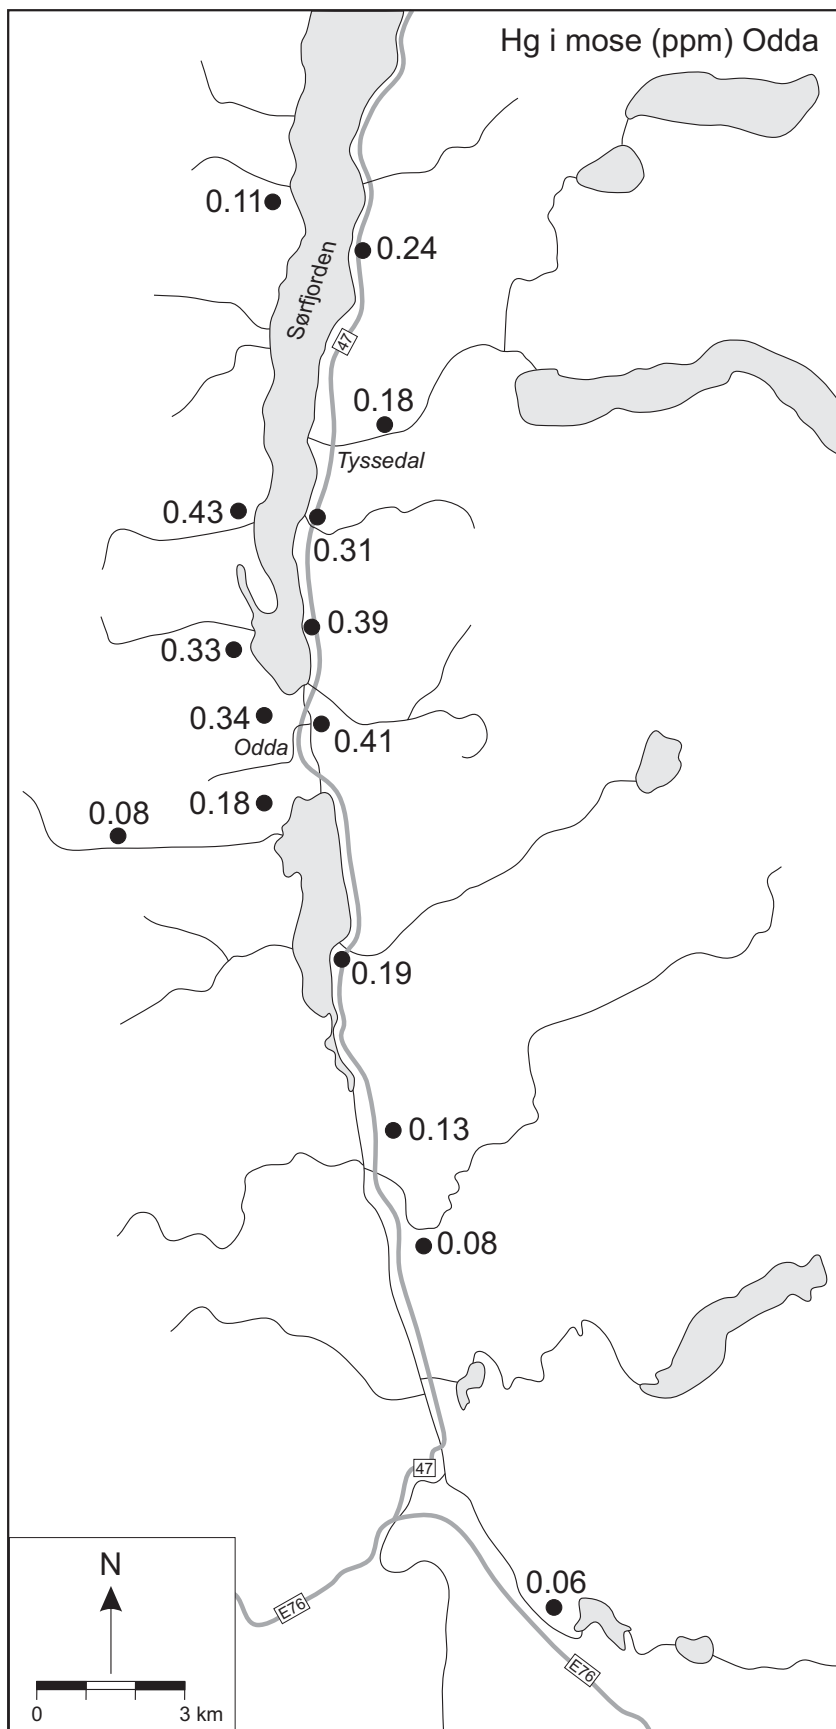 Hg i mose (ppm) Odda
0.11
0.24
Sørfjorden
47
0.18
Tyssedal
0.43
0.31
0.39
0.33
0.34
0.41
Odda
0.18
0.08
0.19
0.13
0.08
47
N
0.06
E76
E76
0
3 km